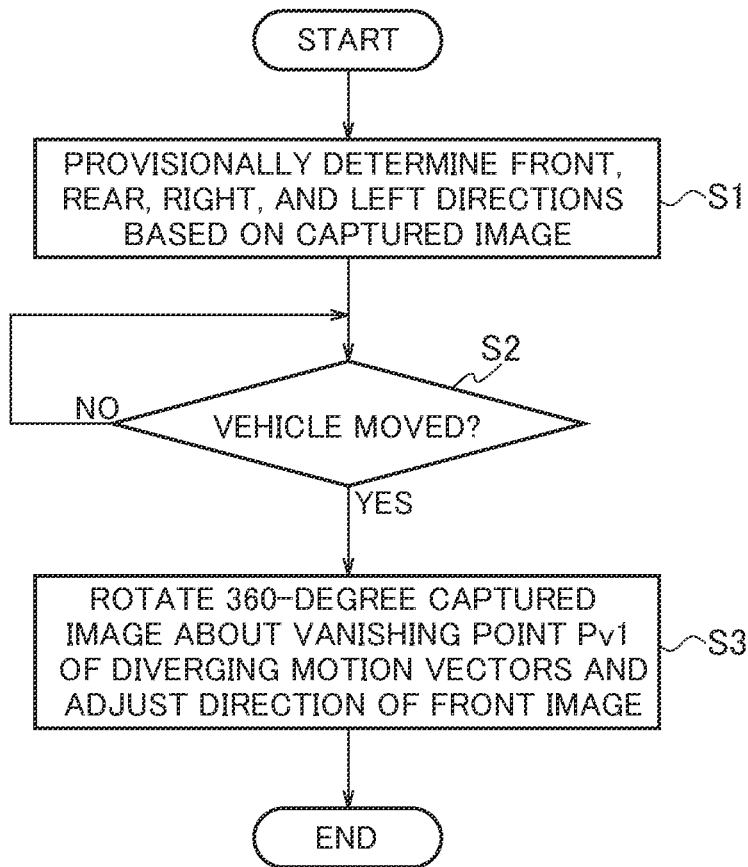 START
PROVISIONALLY DETERMINE FRONT,
REAR, RIGHT, AND LEFT DIRECTIONS
BASED ON CAPTURED IMAGE
S1
S2
NO
VEHICLE MOVED?
YES
ROTATE 360-DEGREE CAPTURED
IMAGE ABOUT VANISHING POINT Pv1
OF DIVERGING MOTION VECTORS AND
ADJUST DIRECTION OF FRONT IMAGE
S3
END